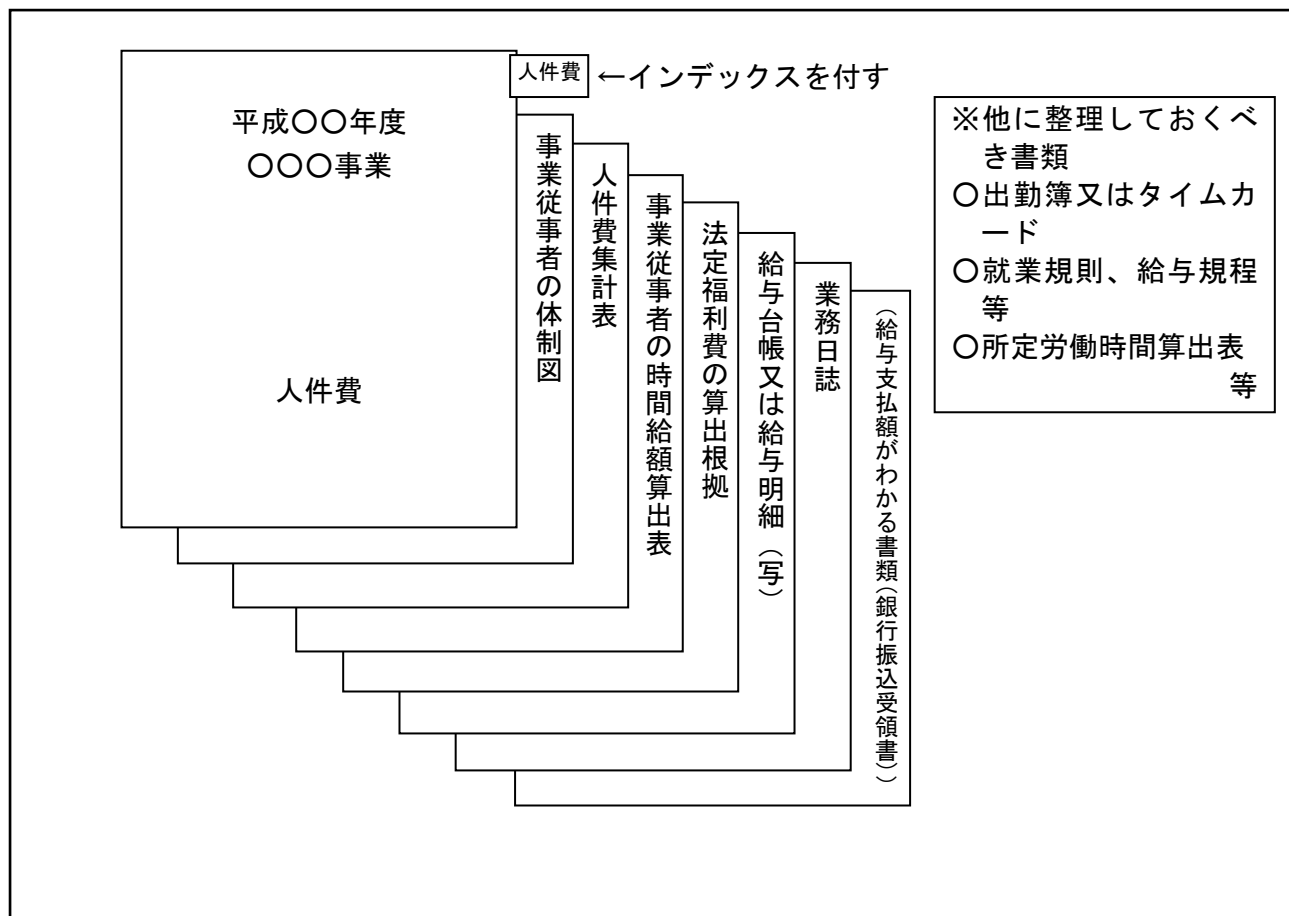 人件費
←インデックスを付す
平成〇〇年度
〇〇〇事業
人件費
事業従事者の体制図
人件費集計表
事業従事者の時間給額算出表
法定福利費の算出根拠
給与台帳又は給与明細（写）
業務日誌
（給与支払額がわかる書類（銀行振込受領書））
※他に整理しておくべ
き書類
〇出勤簿又はタイムカ
ード
〇就業規則、給与規程
等
〇所定労働時間算出表
等